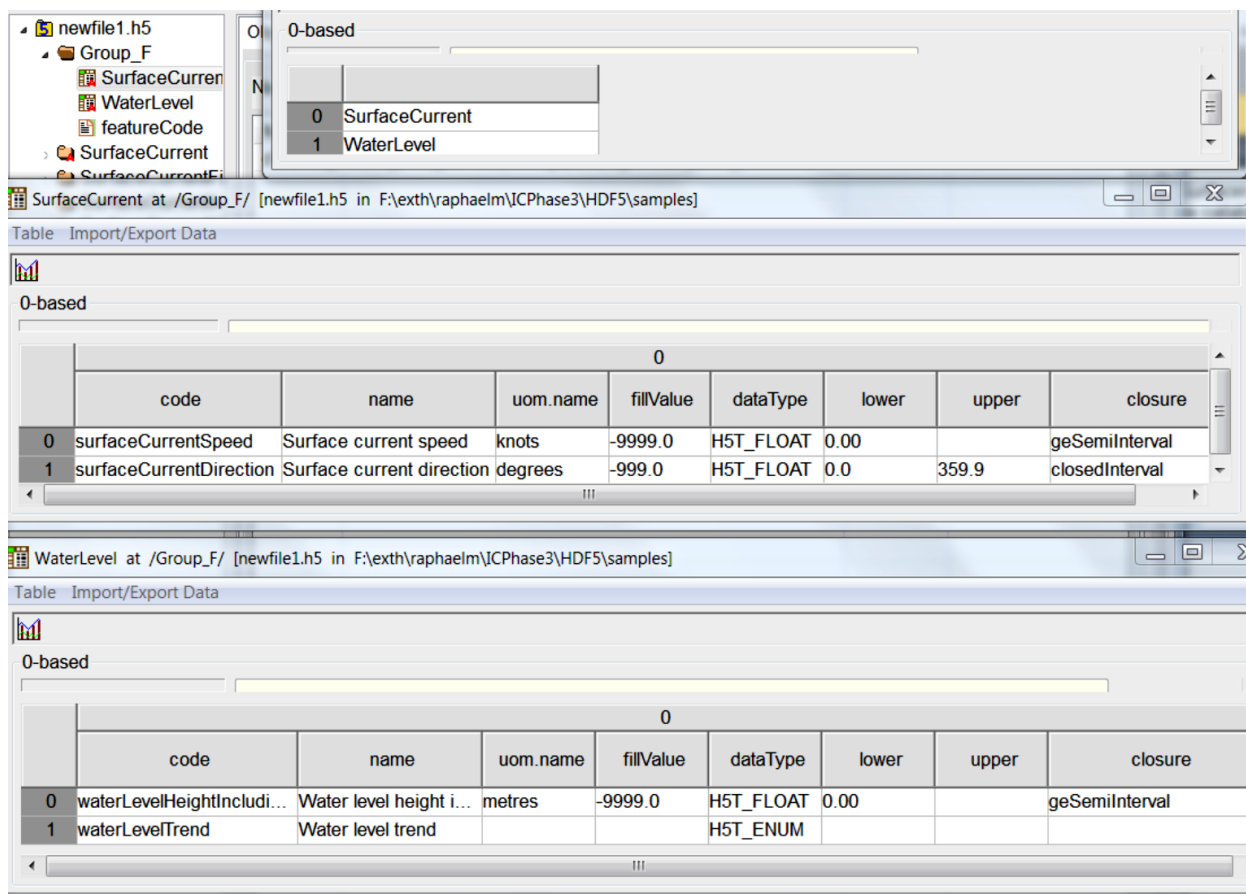 newfile1.h5
Group_F
SurfaceCurren
WaterLevel
featureCode
SurfaceCurrent
0-based
0 SurfaceCurrent
1 WaterLevel
SurfaceCurrent at /Group_F/ [newfile1.h5 in F:\exth\raphaelm\ICPhase3\HDF5\samples]
Table Import/Export Data
0-based
0
code name uom.name fillValue dataType lower upper closure
0 surfaceCurrentSpeed Surface current speed knots -9999.0 H5T_FLOAT 0.00 geSemiInterval
1 surfaceCurrentDirection Surface current direction degrees -999.0 H5T_FLOAT 0.0 359.9 closedInterval
WaterLevel at /Group_F/ [newfile1.h5 in F:\exth\raphaelm\ICPhase3\HDF5\samples]
Table Import/Export Data
0-based
0
code name uom.name fillValue dataType lower upper closure
0 waterLevelHeightIncludi... Water level height i... metres -9999.0 H5T_FLOAT 0.00 geSemiInterval
1 waterLevelTrend Water level trend H5T_ENUM